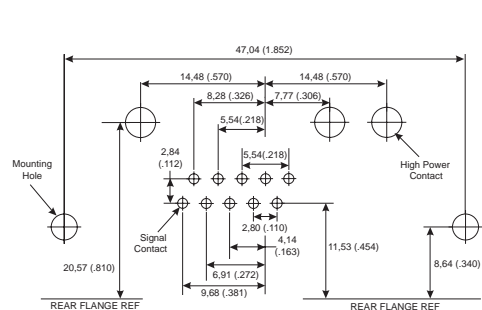 47,04 (1.852)
14,48 (.570)
14,48 (.570)
8,28 (.326)
7,77 (.306)
5,54(.218)
2,84
(.112)
5,54(.218)
Mounting
Hole
High Power
Contact
Signal
Contact
2,80 (.110)
4,14
(.163)
11,53 (.454)
20,57 (.810)
6,91 (.272)
8,64 (.340)
9,68 (.381)
REAR FLANGE REF
REAR FLANGE REF